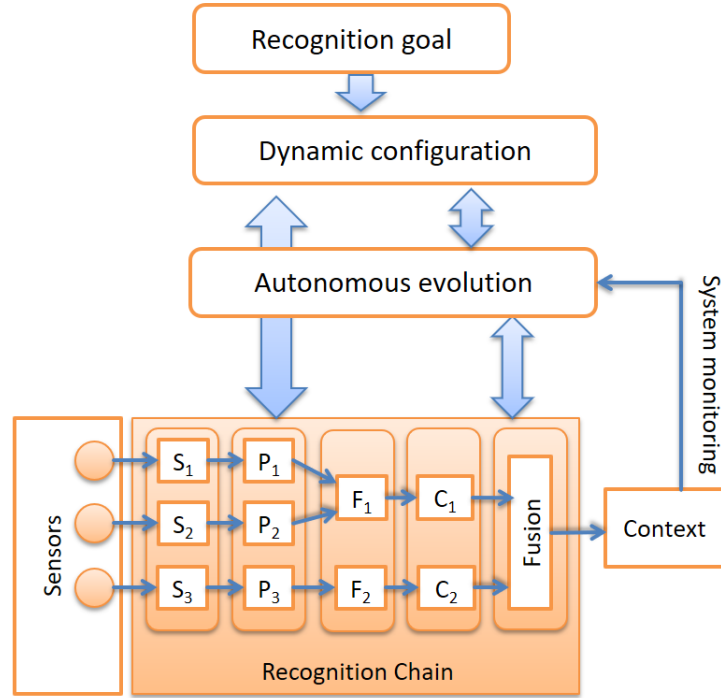 Recognition goal
Dynamic configuration
Autonomous evolution
System monitoring
Sensors
S₁ P₁
F₁ C₁
S₂ P₂
Fusion
Context
S₃ P₃ F₂ C₂
Recognition Chain